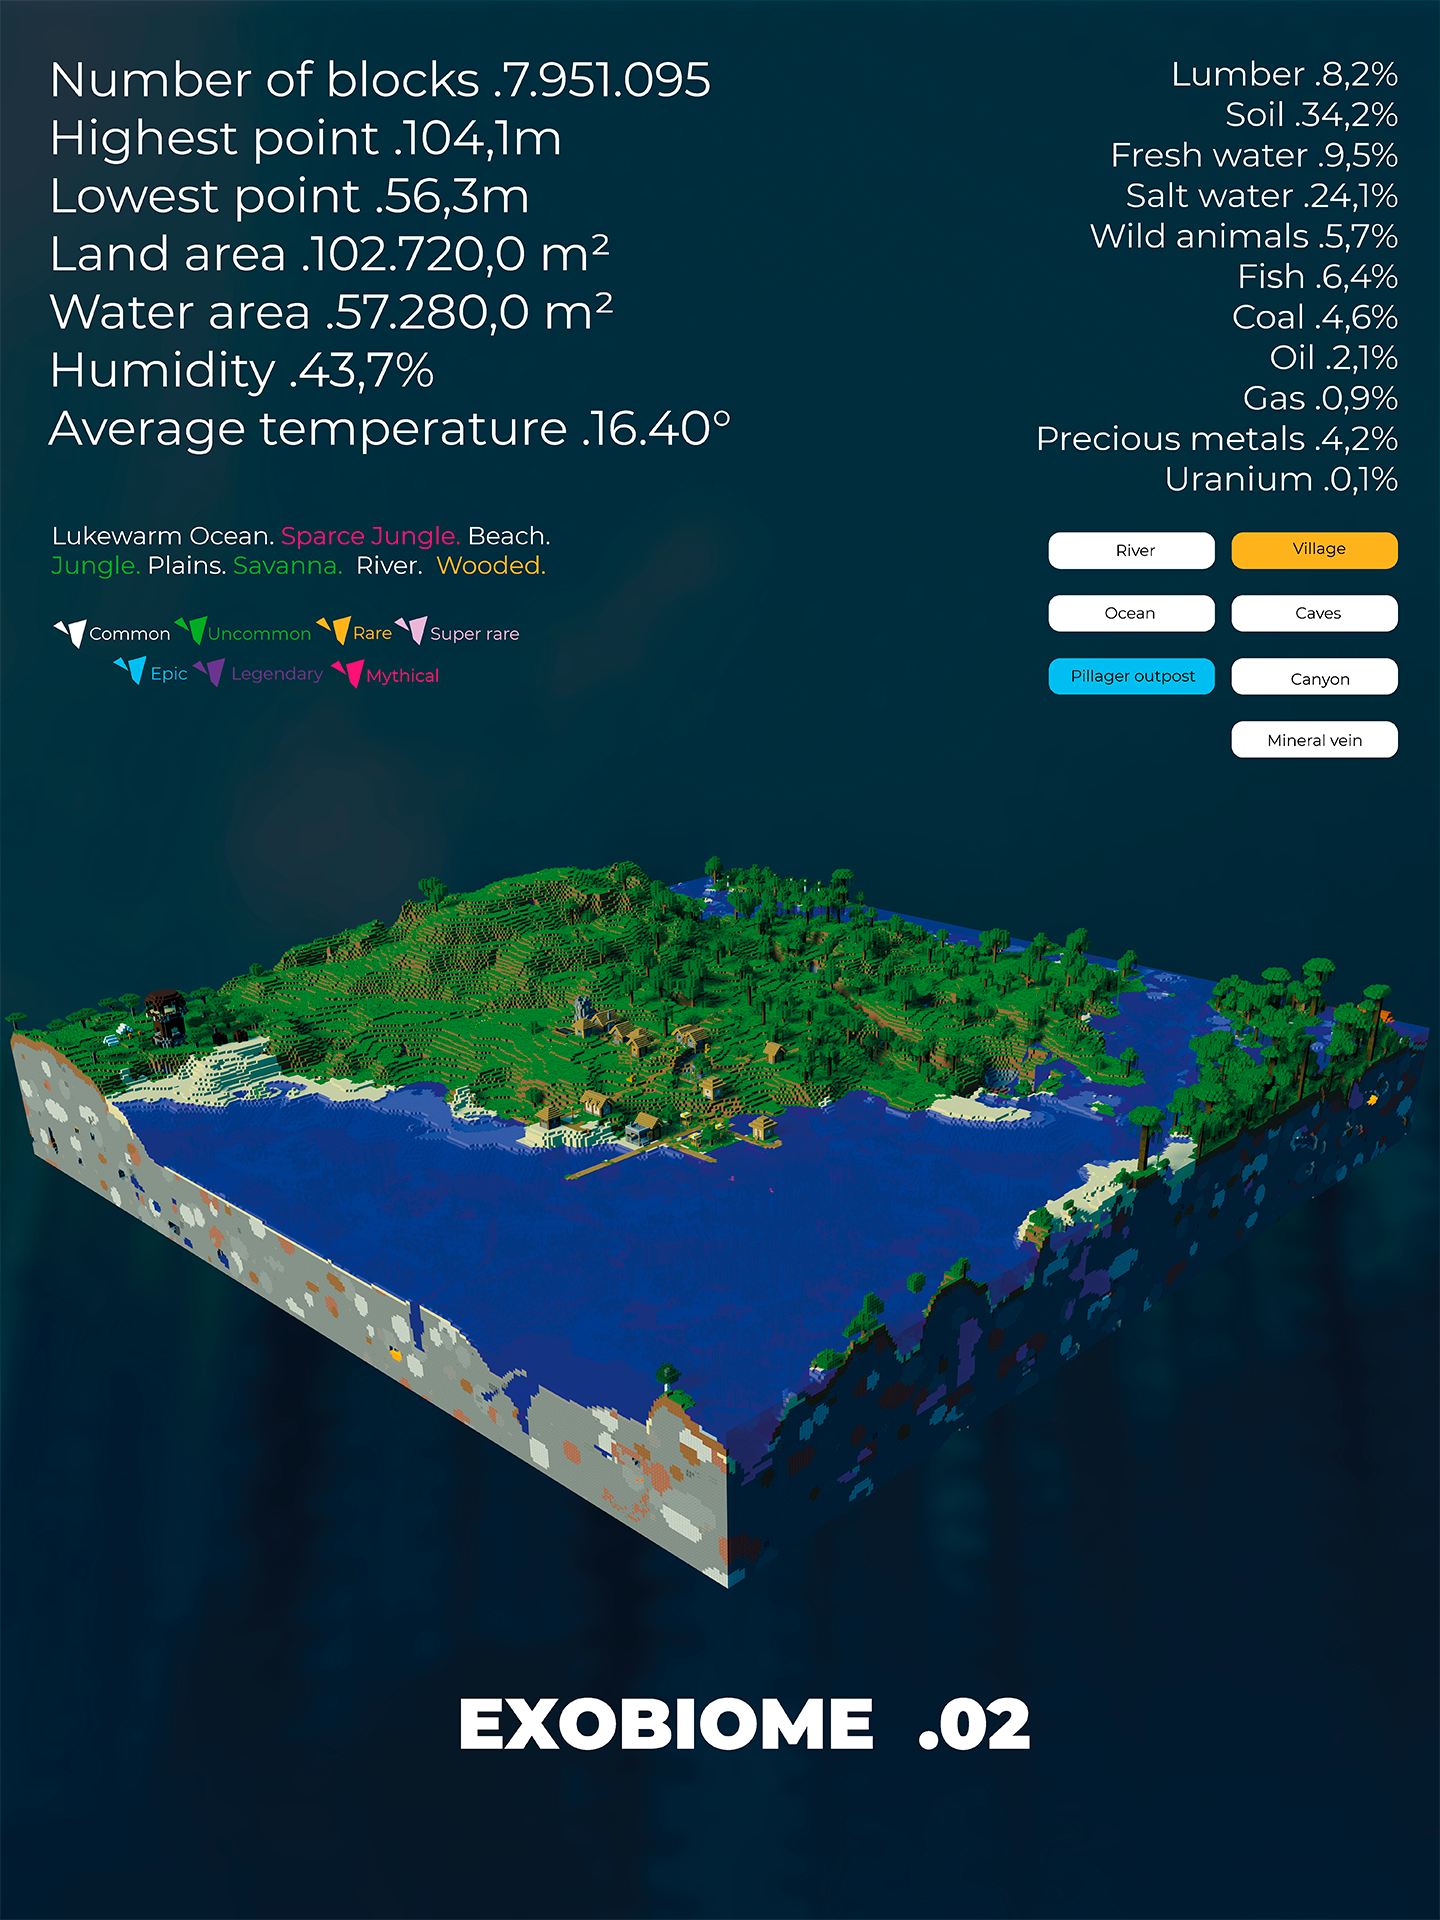 Number of blocks .7.951.095
Highest point .104,1m
Lowest point .56,3m
Land area .102.720,0 m²
Water area .57.280,0 m²
Humidity .43,7%
Average temperature .16.40°
Lumber .8,2%
Soil .34,2%
Fresh water .9,5%
Salt water .24,1%
Wild animals .5,7%
Fish .6,4%
Coal .4,6%
Oil .2,1%
Gas .0,9%
Precious metals .4,2%
Uranium .0,1%
Lukewarm Ocean. Sparce Jungle. Beach.
Jungle. Plains. Savanna. River. Wooded.
Common Uncommon Rare Super rare
Epic Legendary Mythical
River Village
Ocean Caves
Pillager outpost Canyon
Mineral vein
EXOBIOME .02